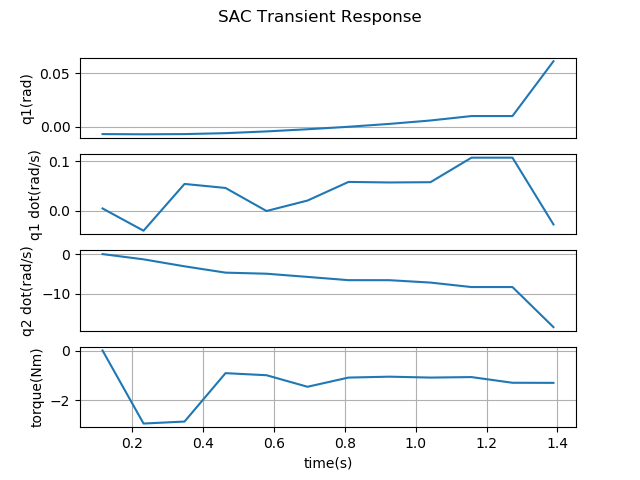 SAC Transient Response
q1(rad)
0.05
0.00
q1 dot(rad/s)
0.1
0.0
q2 dot(rad/s)
0
−10
torque(Nm)
0
−2
0.2 0.4 0.6 0.8 1.0 1.2 1.4
time(s)